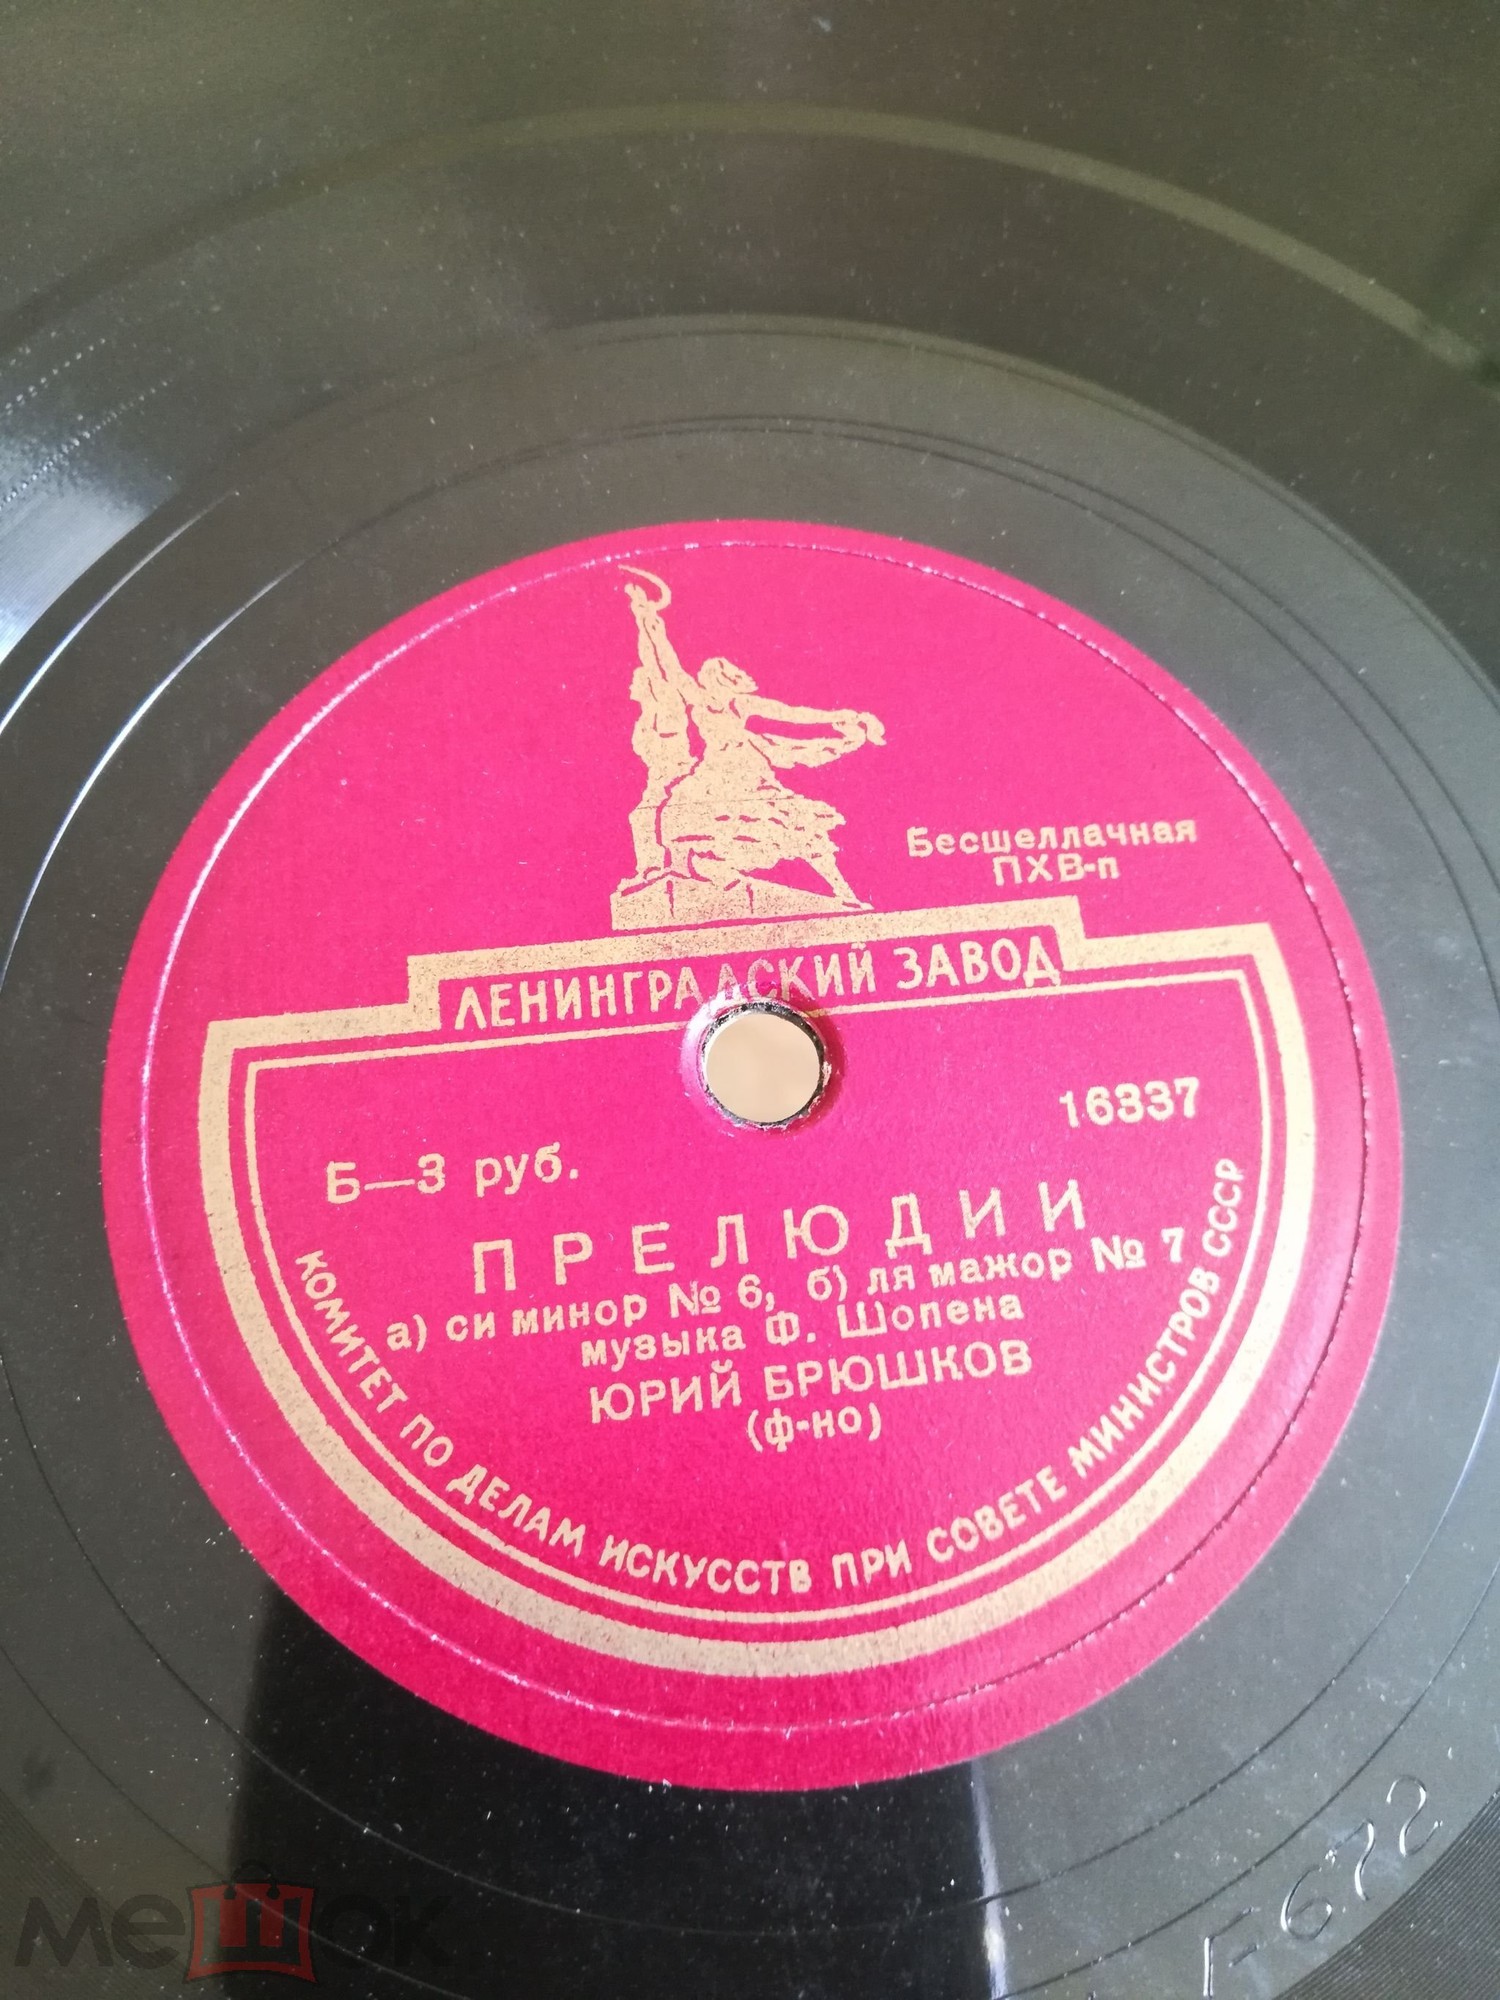 Бесшеллачная
ПХВ-п
ЛЕНИНГРАДСКИЙ ЗАВОД
16337
Б—3 руб.
ПРЕЛЮДИИ
а) си минор № 6, б) ля мажор № 7
музыка Ф. Шопена
ЮРИЙ БРЮШКОВ
(ф-но)
КОМИТЕТ ПО ДЕЛАМ ИСКУССТВ ПРИ СОВЕТЕ МИНИСТРОВ СССР
F672
мешок